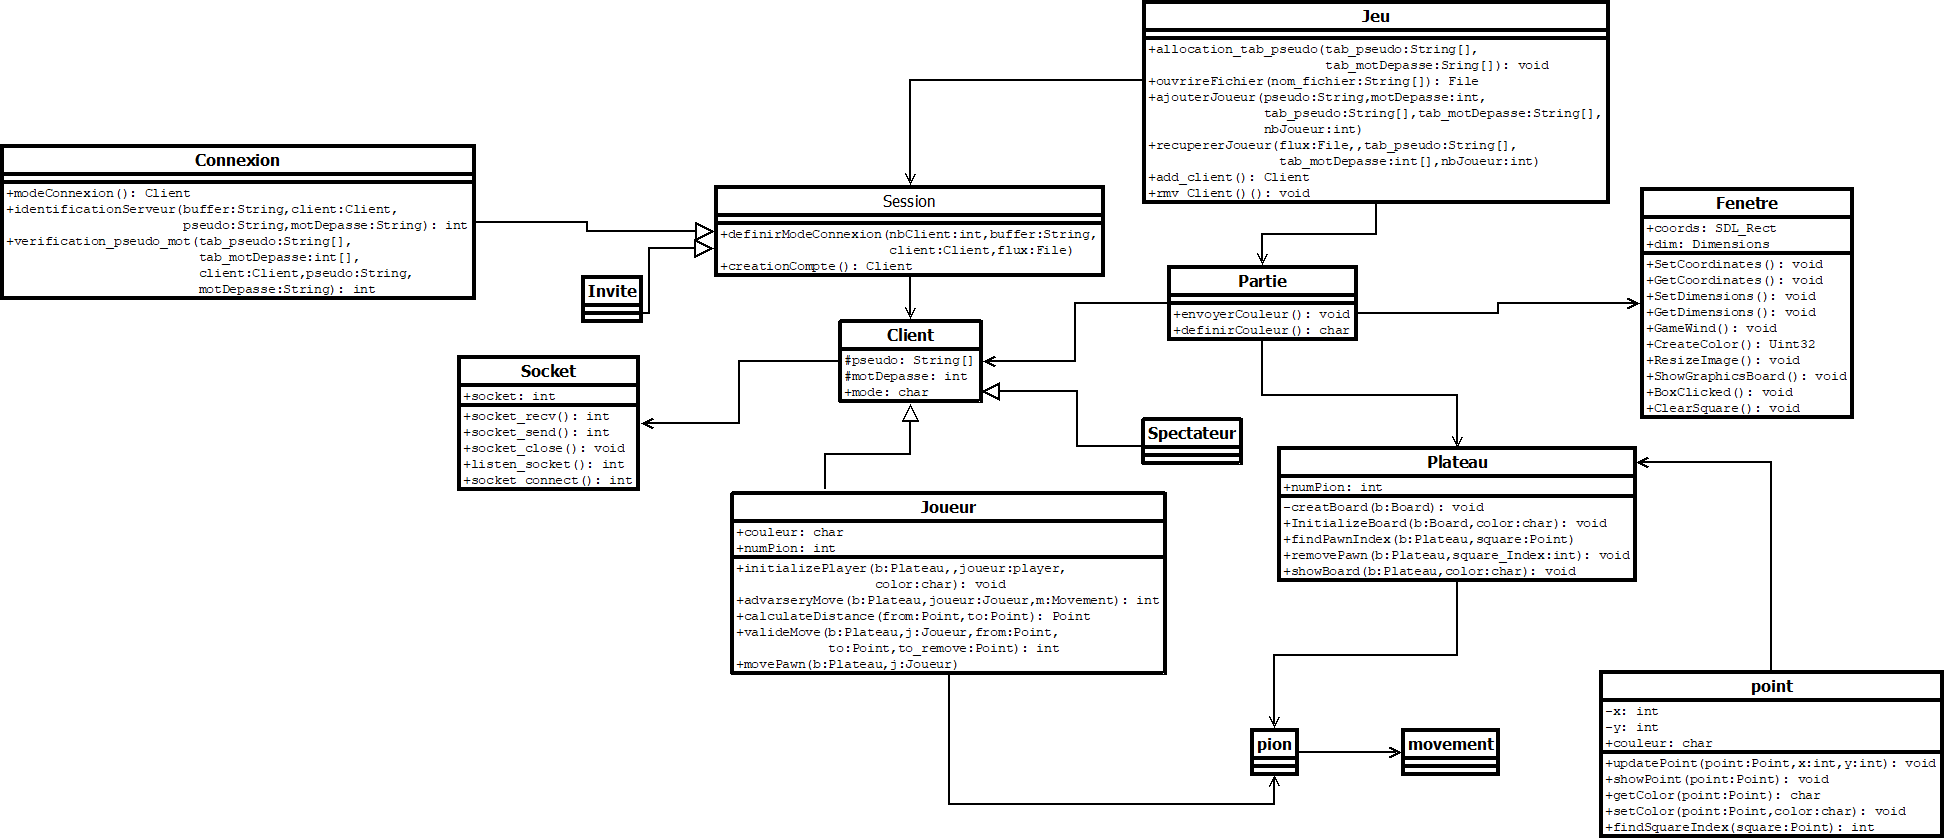 Jeu
+allocation_tab_pseudo(tab_pseudo:String[],
tab_motDepasse:Sring[]): void
+ouvrireFichier(nom_fichier:String[]): File
+ajouterJoueur(pseudo:String,motDepasse:int,
tab_pseudo:String[],tab_motDepasse:String[],
nbJoueur:int)
+recupererJoueur(flux:File,,tab_pseudo:String[],
tab_motDepasse:int[],nbJoueur:int)
+add_client(): Client
+rmv_Client()(): void
Connexion
+modeConnexion(): Client
+identificationServeur(buffer:String,client:Client,
pseudo:String,motDepasse:String): int
+verification_pseudo_mot(tab_pseudo:String[],
tab_motDepasse:int[],
client:Client,pseudo:String,
motDepasse:String): int
Session
+definirModeConnexion(nbClient:int,buffer:String,
client:Client,flux:File)
+creationCompte(): Client
Invite
Fenetre
+coords: SDL_Rect
+dim: Dimensions
+SetCoordinates(): void
+GetCoordinates(): void
+SetDimensions(): void
+GetDimensions(): void
+GameWind(): void
+CreateColor(): Uint32
+ResizeImage(): void
+ShowGraphicsBoard(): void
+BoxClicked(): void
+ClearSquare(): void
Partie
+envoyerCouleur(): void
+definirCouleur(): char
Client
#pseudo: String[]
#motDepasse: int
+mode: char
Socket
+socket: int
+socket_recv(): int
+socket_send(): int
+socket_close(): void
+listen_socket(): int
+socket_connect(): int
Spectateur
Plateau
+numPion: int
-creatBoard(b:Board): void
+InitializeBoard(b:Board,color:char): void
+findPawnIndex(b:Plateau,square:Point)
+removePawn(b:Plateau,square_Index:int): void
+showBoard(b:Plateau,color:char): void
Joueur
+couleur: char
+numPion: int
+initializePlayer(b:Plateau,,joueur:player,
color:char): void
+advarseryMove(b:Plateau,joueur:Joueur,m:Movement): int
+calculateDistance(from:Point,to:Point): Point
+valideMove(b:Plateau,j:Joueur,from:Point,
to:Point,to_remove:Point): int
+movePawn(b:Plateau,j:Joueur)
pion
movement
point
-x: int
-y: int
+couleur: char
+updatePoint(point:Point,x:int,y:int): void
+showPoint(point:Point): void
+getColor(point:Point): char
+setColor(point:Point,color:char): void
+findSquareIndex(square:Point): int